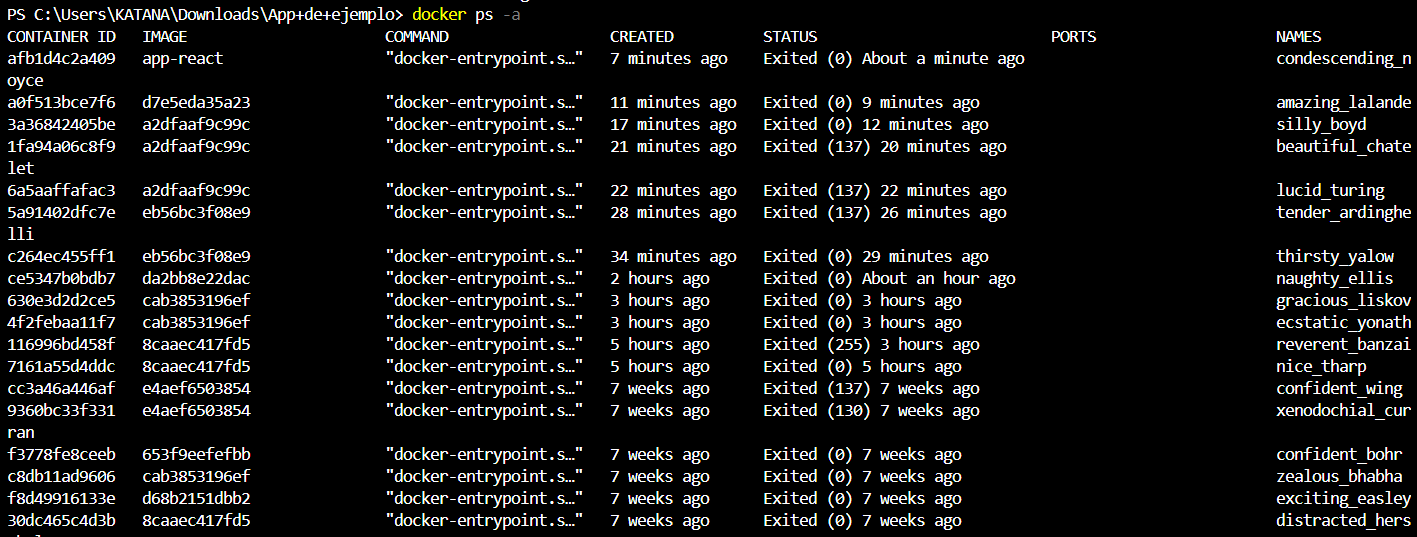 PS C:\Users\KATANA\Downloads\App+de+ejemplo> docker ps -a
CONTAINER ID   IMAGE   COMMAND   CREATED   STATUS   PORTS   NAMES
afb1d4c2a409   app-react   "docker-entrypoint.s…"   7 minutes ago   Exited (0) About a minute ago   condescending_n
oyce
a0f513bce7f6   d7e5eda35a23   "docker-entrypoint.s…"   11 minutes ago   Exited (0) 9 minutes ago   amazing_lalande
3a36842405be   a2dfaaf9c99c   "docker-entrypoint.s…"   17 minutes ago   Exited (0) 12 minutes ago   silly_boyd
1fa94a06c8f9   a2dfaaf9c99c   "docker-entrypoint.s…"   21 minutes ago   Exited (137) 20 minutes ago   beautiful_chate
let
6a5aaffafac3   a2dfaaf9c99c   "docker-entrypoint.s…"   22 minutes ago   Exited (137) 22 minutes ago   lucid_turing
5a91402dfc7e   eb56bc3f08e9   "docker-entrypoint.s…"   28 minutes ago   Exited (137) 26 minutes ago   tender_ardinghe
lli
c264ec455ff1   eb56bc3f08e9   "docker-entrypoint.s…"   34 minutes ago   Exited (0) 29 minutes ago   thirsty_yalow
ce5347b0bdb7   da2bb8e22dac   "docker-entrypoint.s…"   2 hours ago   Exited (0) About an hour ago   naughty_ellis
630e3d2d2ce5   cab3853196ef   "docker-entrypoint.s…"   3 hours ago   Exited (0) 3 hours ago   gracious_liskov
4f2febaa11f7   cab3853196ef   "docker-entrypoint.s…"   3 hours ago   Exited (0) 3 hours ago   ecstatic_yonath
116996bd458f   8caaec417fd5   "docker-entrypoint.s…"   5 hours ago   Exited (255) 3 hours ago   reverent_banzai
7161a55d4ddc   8caaec417fd5   "docker-entrypoint.s…"   5 hours ago   Exited (0) 5 hours ago   nice_tharp
cc3a46a446af   e4aef6503854   "docker-entrypoint.s…"   7 weeks ago   Exited (137) 7 weeks ago   confident_wing
9360bc33f331   e4aef6503854   "docker-entrypoint.s…"   7 weeks ago   Exited (130) 7 weeks ago   xenodochial_cur
ran
f3778fe8ceeb   653f9eefefbb   "docker-entrypoint.s…"   7 weeks ago   Exited (0) 7 weeks ago   confident_bohr
c8db11ad9606   cab3853196ef   "docker-entrypoint.s…"   7 weeks ago   Exited (0) 7 weeks ago   zealous_bhabha
f8d49916133e   d68b2151dbb2   "docker-entrypoint.s…"   7 weeks ago   Exited (0) 7 weeks ago   exciting_easley
30dc465c4d3b   8caaec417fd5   "docker-entrypoint.s…"   7 weeks ago   Exited (0) 7 weeks ago   distracted_hers